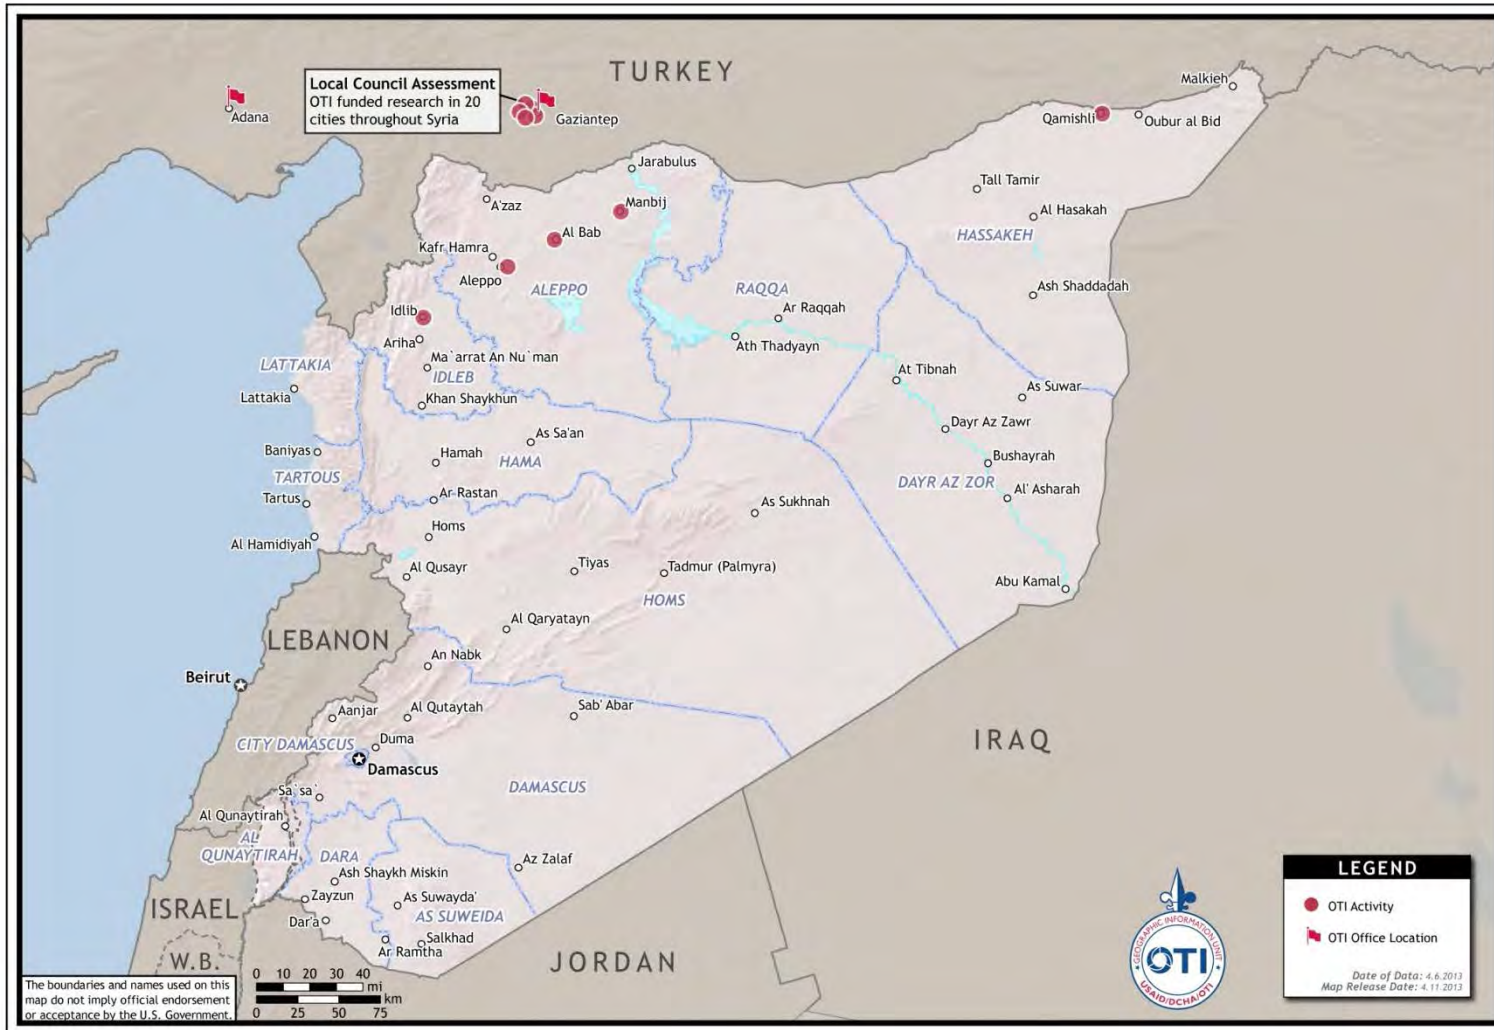 TURKEY
Local Council Assessment
OTI funded research in 20
cities throughout Syria
Adana
Gaziantep
Malkieh
Qamishli
Oubur al Bid
Jarabulus
Tall Tamir
A'zaz
Manbij
Al Hasakah
HASSAKEH
Al Bab
Kafr Hamra
Aleppo
ALEPPO
RAQQA
Ash Shaddadah
Idlib
Ar Raqqah
Ariha
Ath Thadyayn
Ma`arrat An Nu`man
LATTAKIA
IDLEB
At Tibnah
As Suwar
Lattakia
Khan Shaykhun
Dayr Az Zawr
As Sa'an
Baniyas
Hamah
HAMA
Bushayrah
TARTOUS
DAYR AZ ZOR
Al' Asharah
Tartus
Ar Rastan
As Sukhnah
Homs
Al Hamidiyah
Al Qusayr
Tiyas
Tadmur (Palmyra)
Abu Kamal
HOMS
Al Qaryatayn
LEBANON
An Nabk
Beirut
Aanjar
Al Qutaytah
Sab' Abar
CITY DAMASCUS
Duma
IRAQ
Damascus
DAMASCUS
Sa`sa`
Al Qunaytirah
AL
QUNAYTIRAH
DARA
Az Zalaf
Ash Shaykh Miskin
Zayzun
As Suwayda'
ISRAEL
AS SUWEIDA
Dar'a
Salkhad
Ar Ramtha
W.B.
JORDAN
LEGEND
OTI Activity
OTI Office Location
Date of Data: 4.6.2013
Map Release Date: 4.11.2013
GEOGRAPHIC INFORMATION UNIT
OTI
USAID/DCHA/OTI
The boundaries and names used on this
map do not imply official endorsement
or acceptance by the U.S. Government.
0 10 20 30 40
mi
km
0 25 50 75